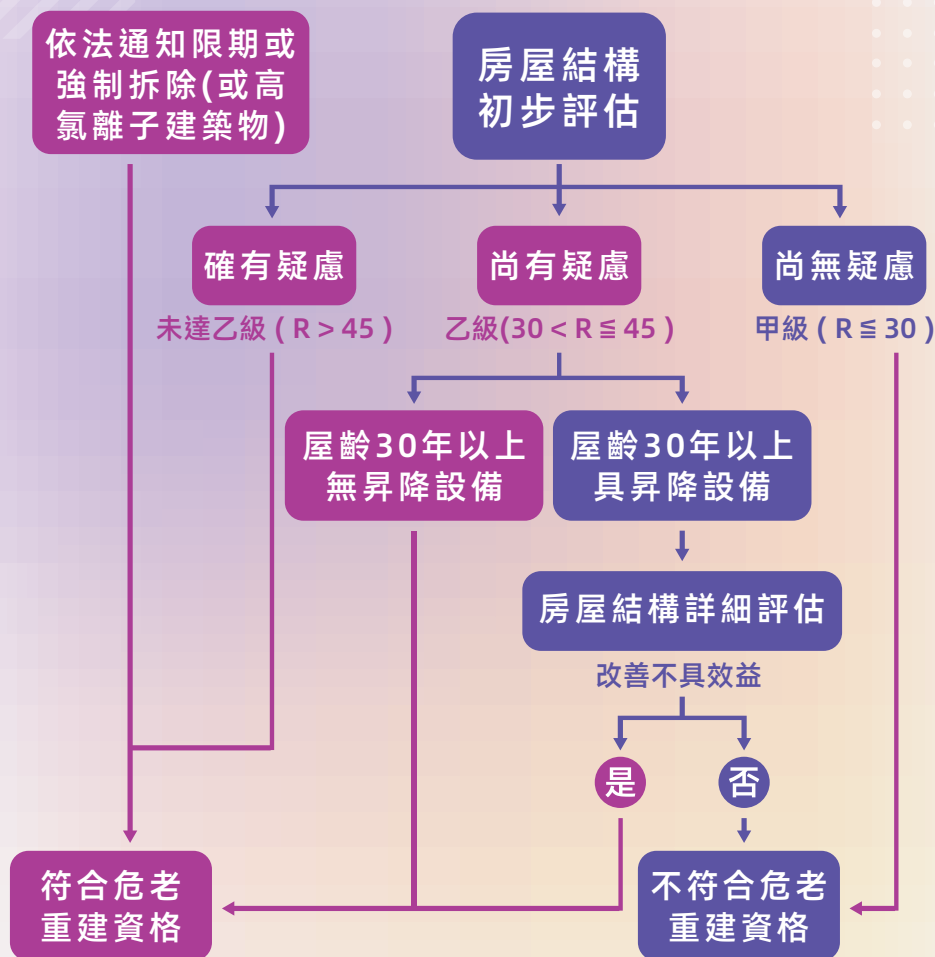 依法通知限期或
強制拆除(或高
氯離子建築物)
房屋結構
初步評估
確有疑慮
未達乙級 ( R > 45 )
尚有疑慮
乙級(30 < R ≦ 45 )
尚無疑慮
甲級 ( R ≦ 30 )
屋齡30年以上
無昇降設備
屋齡30年以上
具昇降設備
房屋結構詳細評估
改善不具效益
是
否
符合危老
重建資格
不符合危老
重建資格